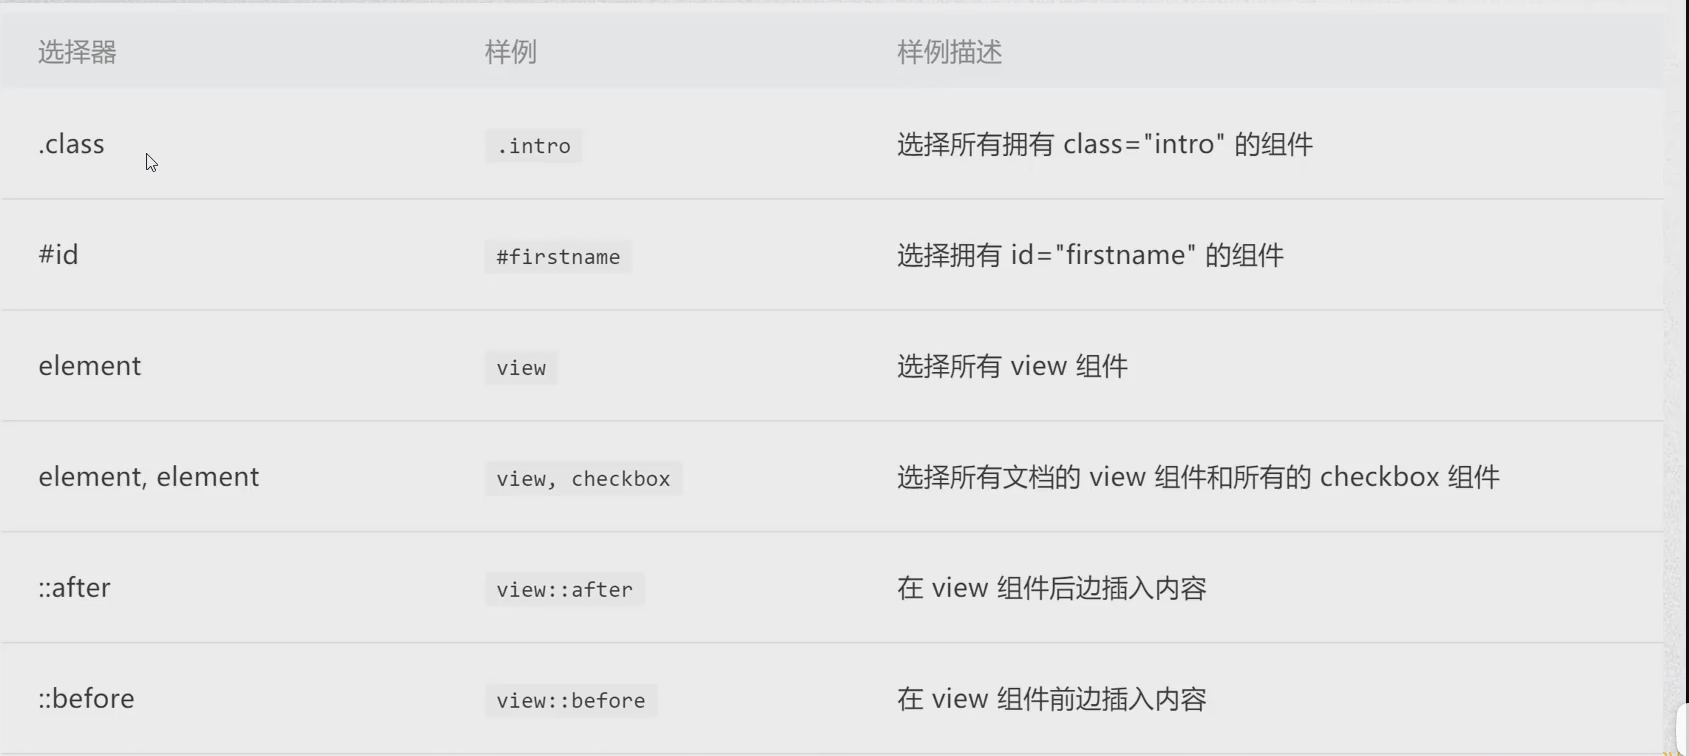 选择器 样例 样例描述
.class .intro 选择所有拥有 class="intro" 的组件
#id #firstname 选择拥有 id="firstname" 的组件
element view 选择所有 view 组件
element, element view, checkbox 选择所有文档的 view 组件和所有的 checkbox 组件
::after view::after 在 view 组件后边插入内容
::before view::before 在 view 组件前边插入内容